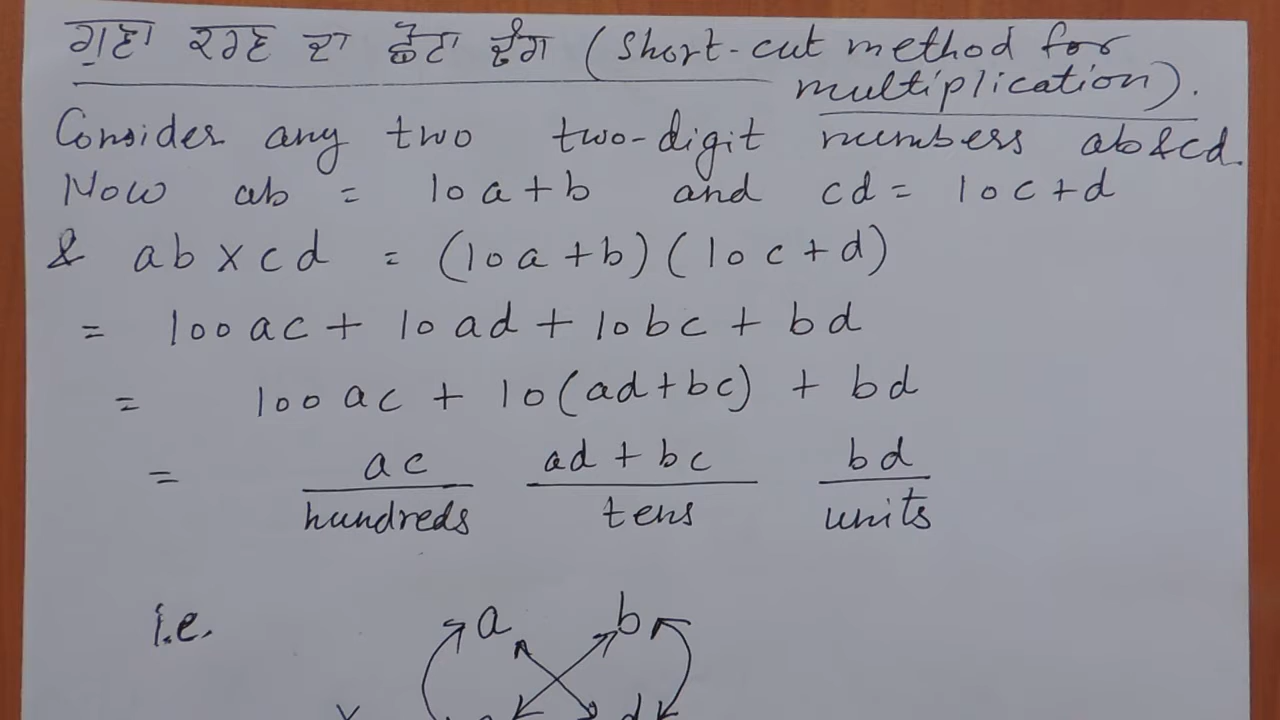 ਗੁਣਾ ਕਰਣ ਦਾ ਛੋਟਾ ਢੰਗ (Short-cut method for
multiplication).
Consider any two two-digit numbers ab&cd.
Now ab = 10a+b and cd = 10c+d
& ab×cd = (10a+b)(10c+d)
= 100ac + 10ad + 10bc + bd
= 100ac + 10(ad+bc) + bd
= ac ad + bc bd
hundreds tens units
i.e. a b
× d